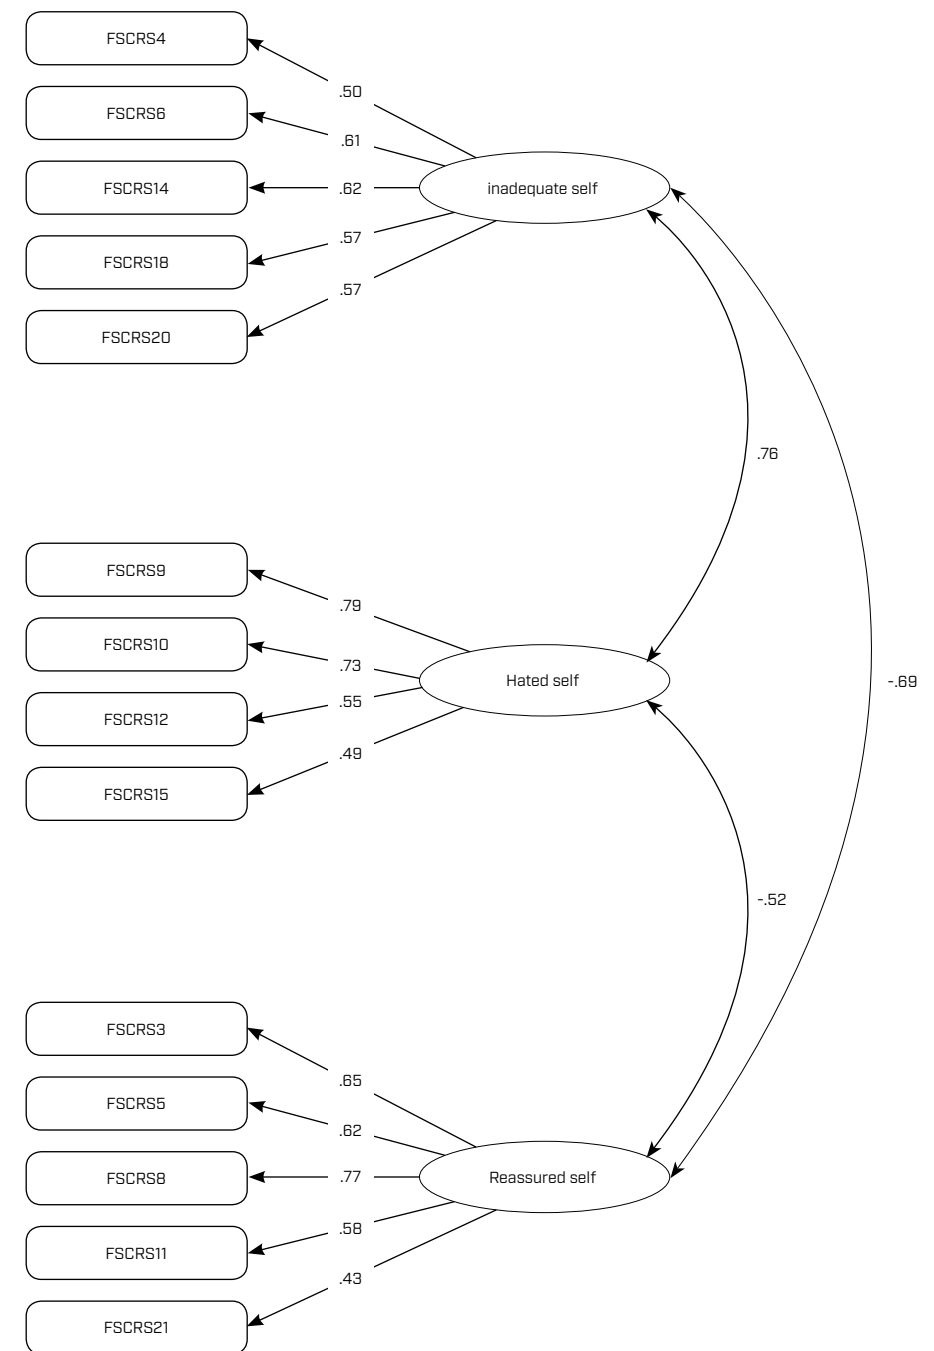 FSCRS4
.50
FSCRS6
.61
FSCRS14
.62
inadequate self
FSCRS18
.57
FSCRS20
.57
.76
FSCRS9
.79
FSCRS10
.73
Hated self
-.69
FSCRS12
.55
FSCRS15
.49
-.52
FSCRS3
.65
FSCRS5
.62
FSCRS8
.77
Reassured self
FSCRS11
.58
FSCRS21
.43